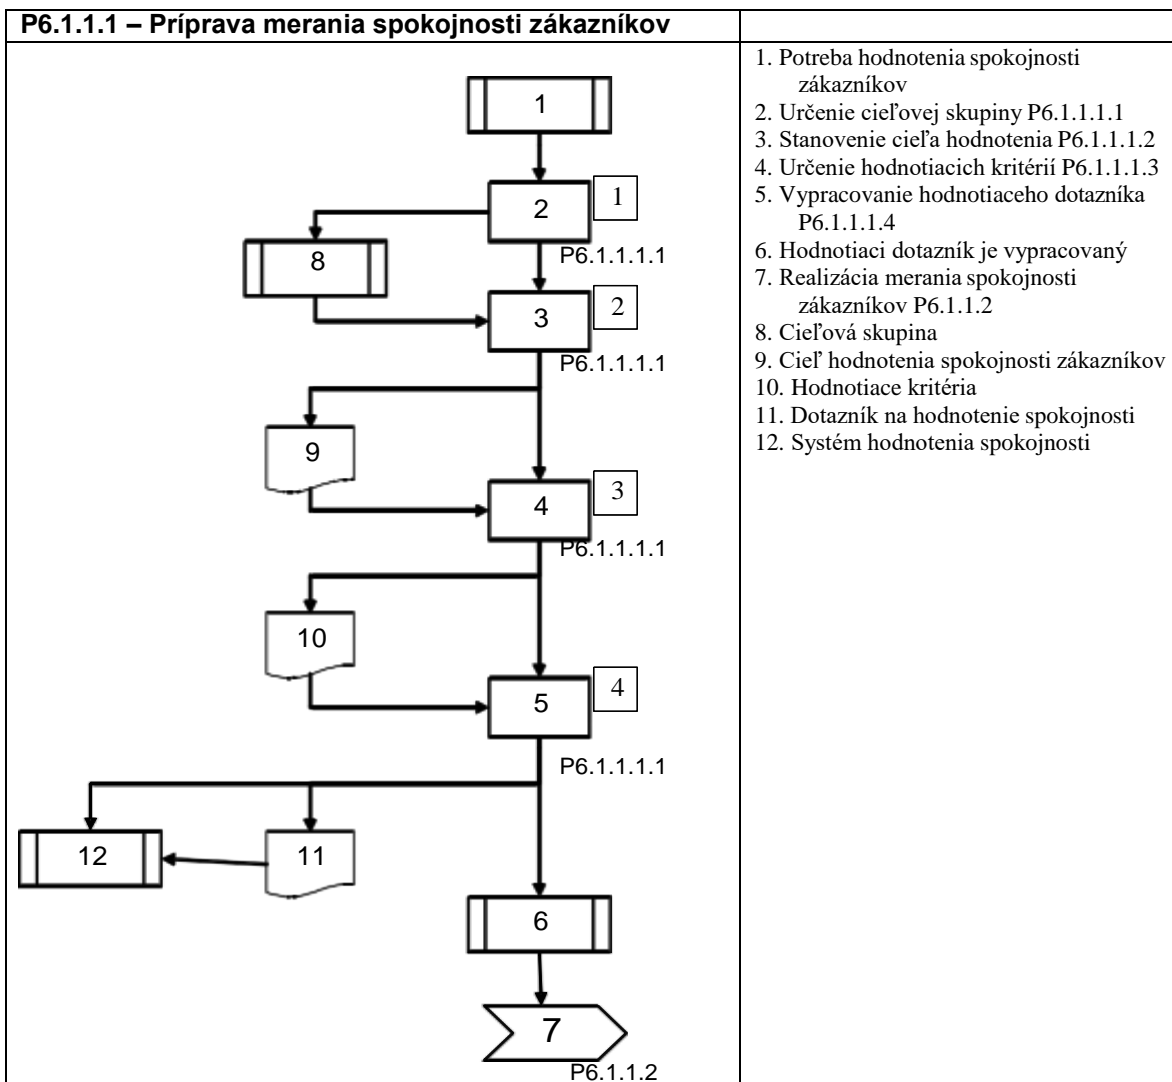 P6.1.1.1 – Príprava merania spokojnosti zákazníkov
1
2
1
P6.1.1.1.1
8
3
2
P6.1.1.1.1
9
4
3
P6.1.1.1.1
10
5
4
P6.1.1.1.1
12
11
6
7
P6.1.1.2
1. Potreba hodnotenia spokojnosti
zákazníkov
2. Určenie cieľovej skupiny P6.1.1.1.1
3. Stanovenie cieľa hodnotenia P6.1.1.1.2
4. Určenie hodnotiacich kritérií P6.1.1.1.3
5. Vypracovanie hodnotiaceho dotazníka
P6.1.1.1.4
6. Hodnotiaci dotazník je vypracovaný
7. Realizácia merania spokojnosti
zákazníkov P6.1.1.2
8. Cieľová skupina
9. Cieľ hodnotenia spokojnosti zákazníkov
10. Hodnotiace kritéria
11. Dotazník na hodnotenie spokojnosti
12. Systém hodnotenia spokojnosti